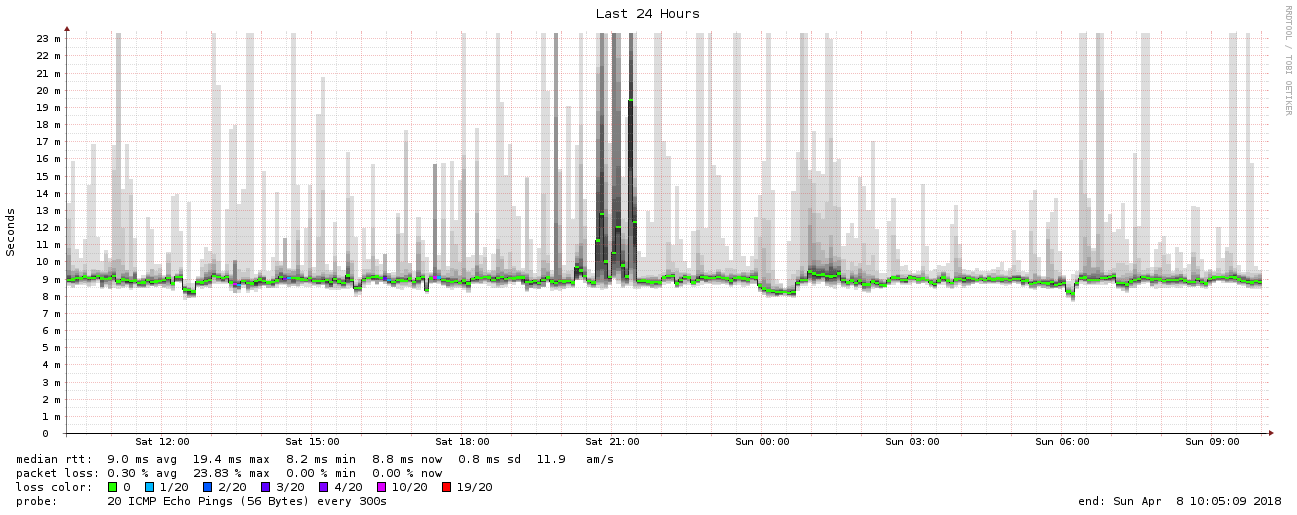 Last 24 Hours
RRDTOOL / TOBI OETIKER
Seconds
23 m
22 m
21 m
20 m
19 m
18 m
17 m
16 m
15 m
14 m
13 m
12 m
11 m
10 m
9 m
8 m
7 m
6 m
5 m
4 m
3 m
2 m
1 m
0
Sat 12:00 Sat 15:00 Sat 18:00 Sat 21:00 Sun 00:00 Sun 03:00 Sun 06:00 Sun 09:00
median rtt: 9.0 ms avg 19.4 ms max 8.2 ms min 8.8 ms now 0.8 ms sd 11.9 am/s
packet loss: 0.30 % avg 23.83 % max 0.00 % min 0.00 % now
loss color: 0 1/20 2/20 3/20 4/20 10/20 19/20
probe: 20 ICMP Echo Pings (56 Bytes) every 300s end: Sun Apr 8 10:05:09 2018